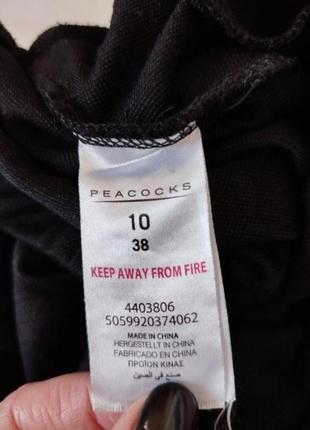 PEACOCKS
10
38
KEEP AWAY FROM FIRE
4403806
5059920374062
MADE IN CHINA
HERGESTELLT IN CHINA
FABRICADO EN CHINA
ΠΡΟΪΟΝ ΚΙΝΑΣ
صنع في الصين